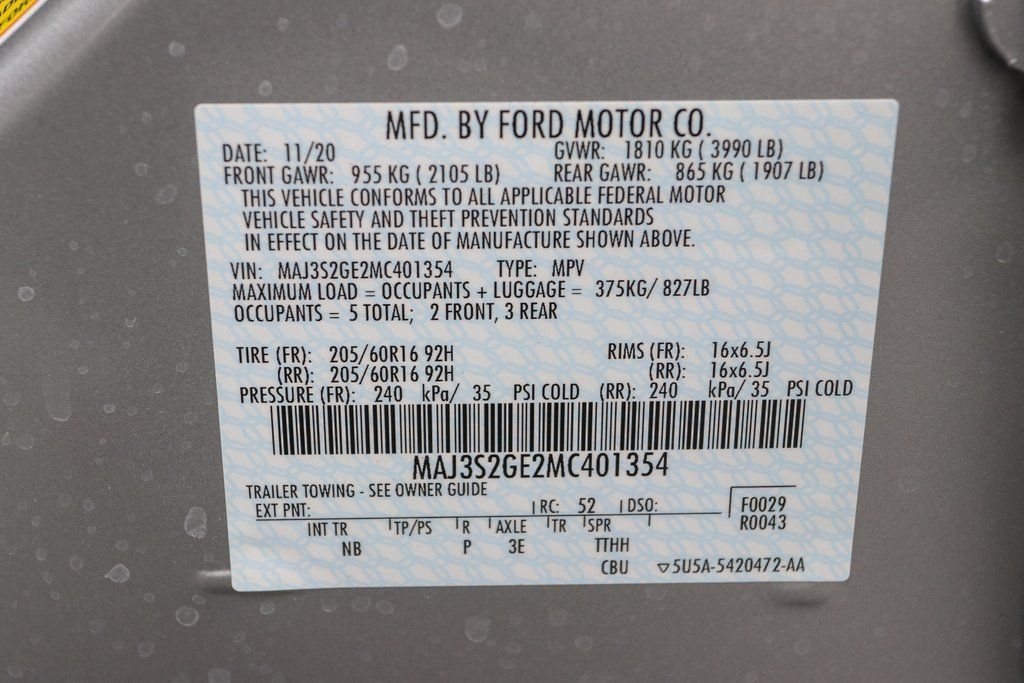 MFD. BY FORD MOTOR CO.
DATE: 11/20 GVWR: 1810 KG ( 3990 LB)
FRONT GAWR: 955 KG ( 2105 LB) REAR GAWR: 865 KG ( 1907 LB)
THIS VEHICLE CONFORMS TO ALL APPLICABLE FEDERAL MOTOR
VEHICLE SAFETY AND THEFT PREVENTION STANDARDS
IN EFFECT ON THE DATE OF MANUFACTURE SHOWN ABOVE.
VIN: MAJ3S2GE2MC401354 TYPE: MPV
MAXIMUM LOAD = OCCUPANTS + LUGGAGE = 375KG/ 827LB
OCCUPANTS = 5 TOTAL; 2 FRONT, 3 REAR
TIRE (FR): 205/60R16 92H RIMS (FR): 16x6.5J
(RR): 205/60R16 92H (RR): 16x6.5J
PRESSURE (FR): 240 kPa/ 35 PSI COLD (RR): 240 kPa/ 35 PSI COLD
MAJ3S2GE2MC401354
TRAILER TOWING - SEE OWNER GUIDE
EXT PNT: RC: 52 DSO: F0029
R0043
INT TR TP/PS R AXLE TR SPR
NB P 3E TTHH
CBU ▽5U5A-5420472-AA